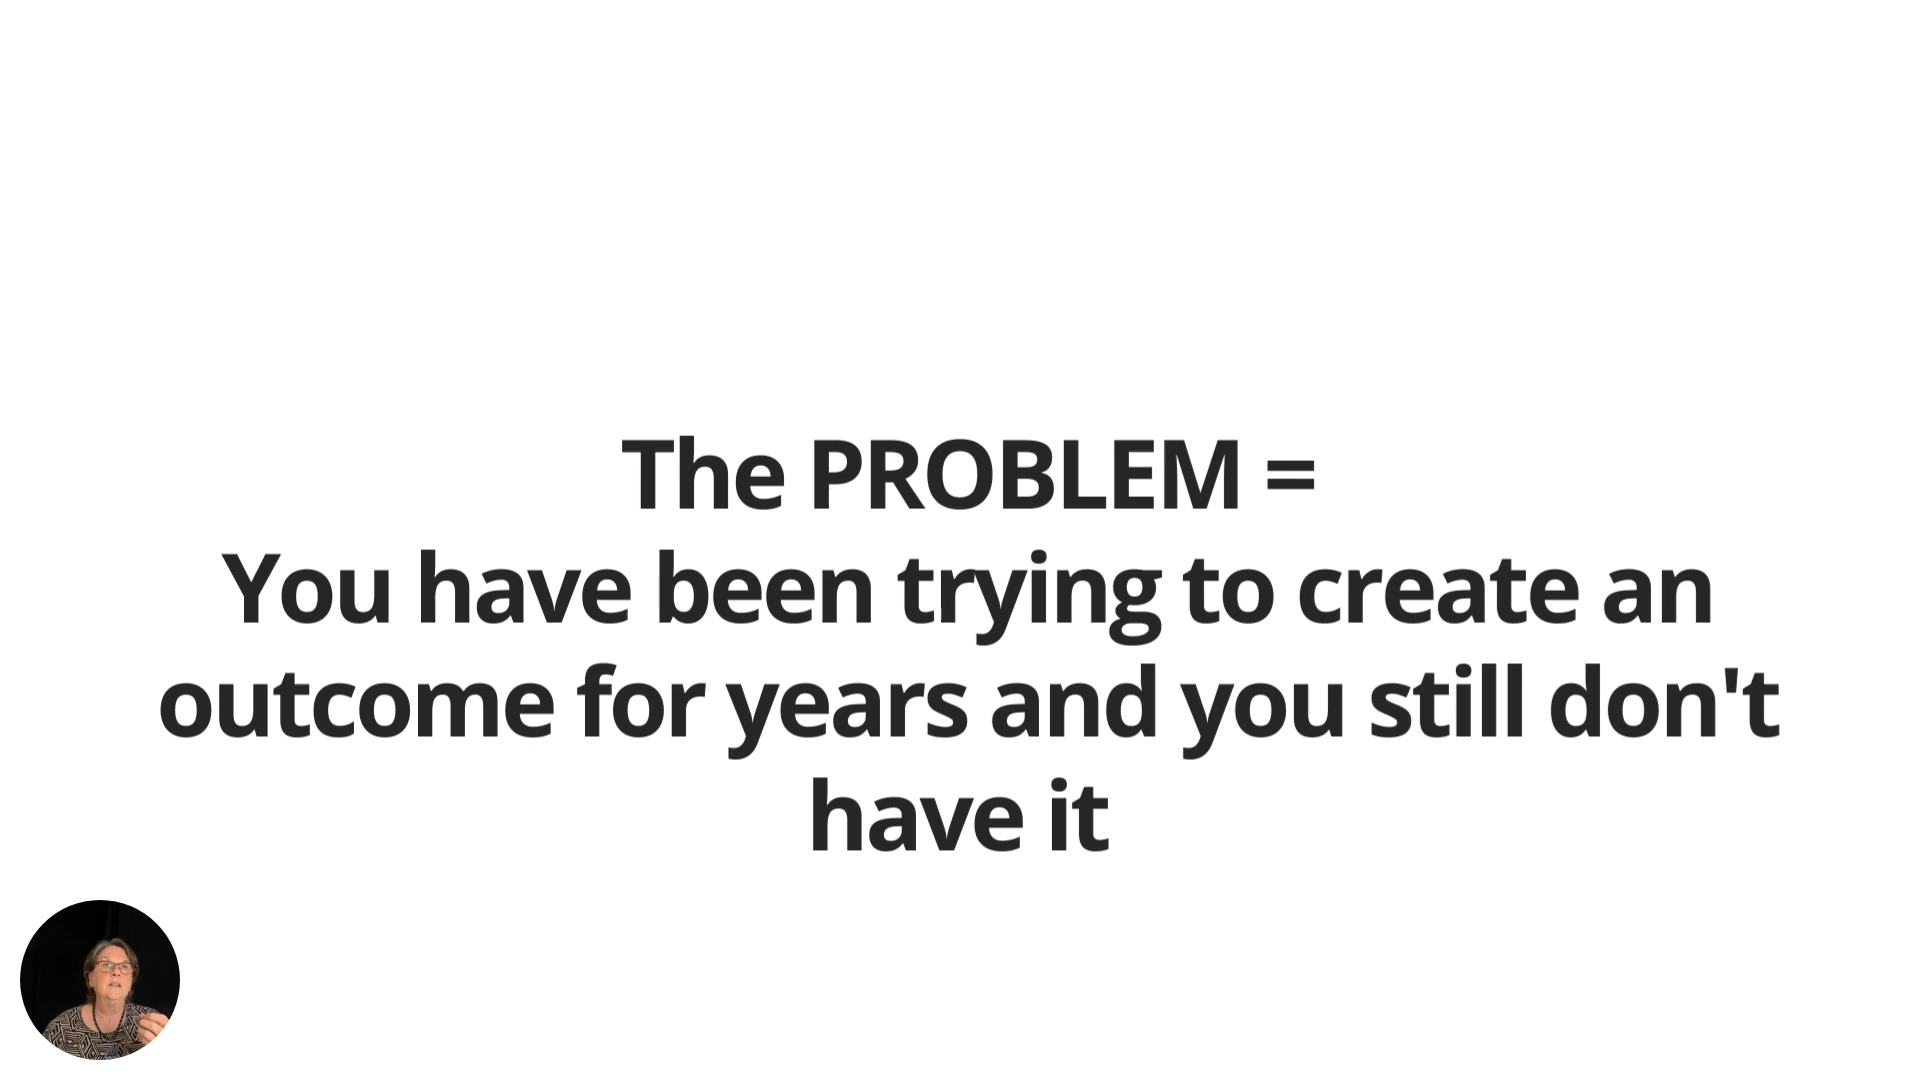 The PROBLEM =
You have been trying to create an
outcome for years and you still don't
have it